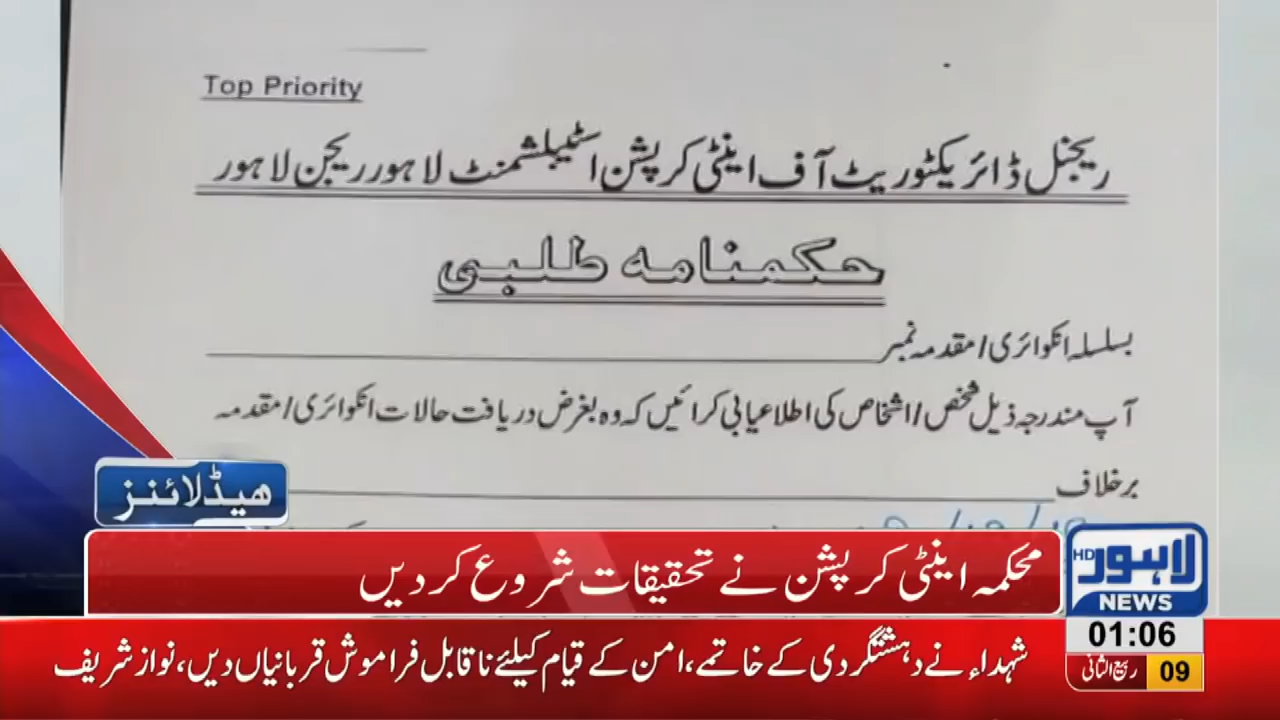 Top Priority
ریجنل ڈائریکٹوریٹ آف اینٹی کرپشن اسٹیبلشمنٹ لاہور ریجن لاہور
حکمنامہ طلبی
بسلسلہ انکوائری / مقدمہ نمبر
آپ مندرجہ ذیل شخص / اشخاص کی اطلاعیابی کرائیں کہ وہ بغرض دریافت حالات انکوائری / مقدمہ
برخلاف
ھیڈلائنز
محکمہ اینٹی کرپشن نے تحقیقات شروع کر دیں
لاہور HD
NEWS
01:06
شہداء نے دہشتگردی کے خاتمے، امن کے قیام کیلئے ناقابل فراموش قربانیاں دیں، نواز شریف
09 ربیع الثانی